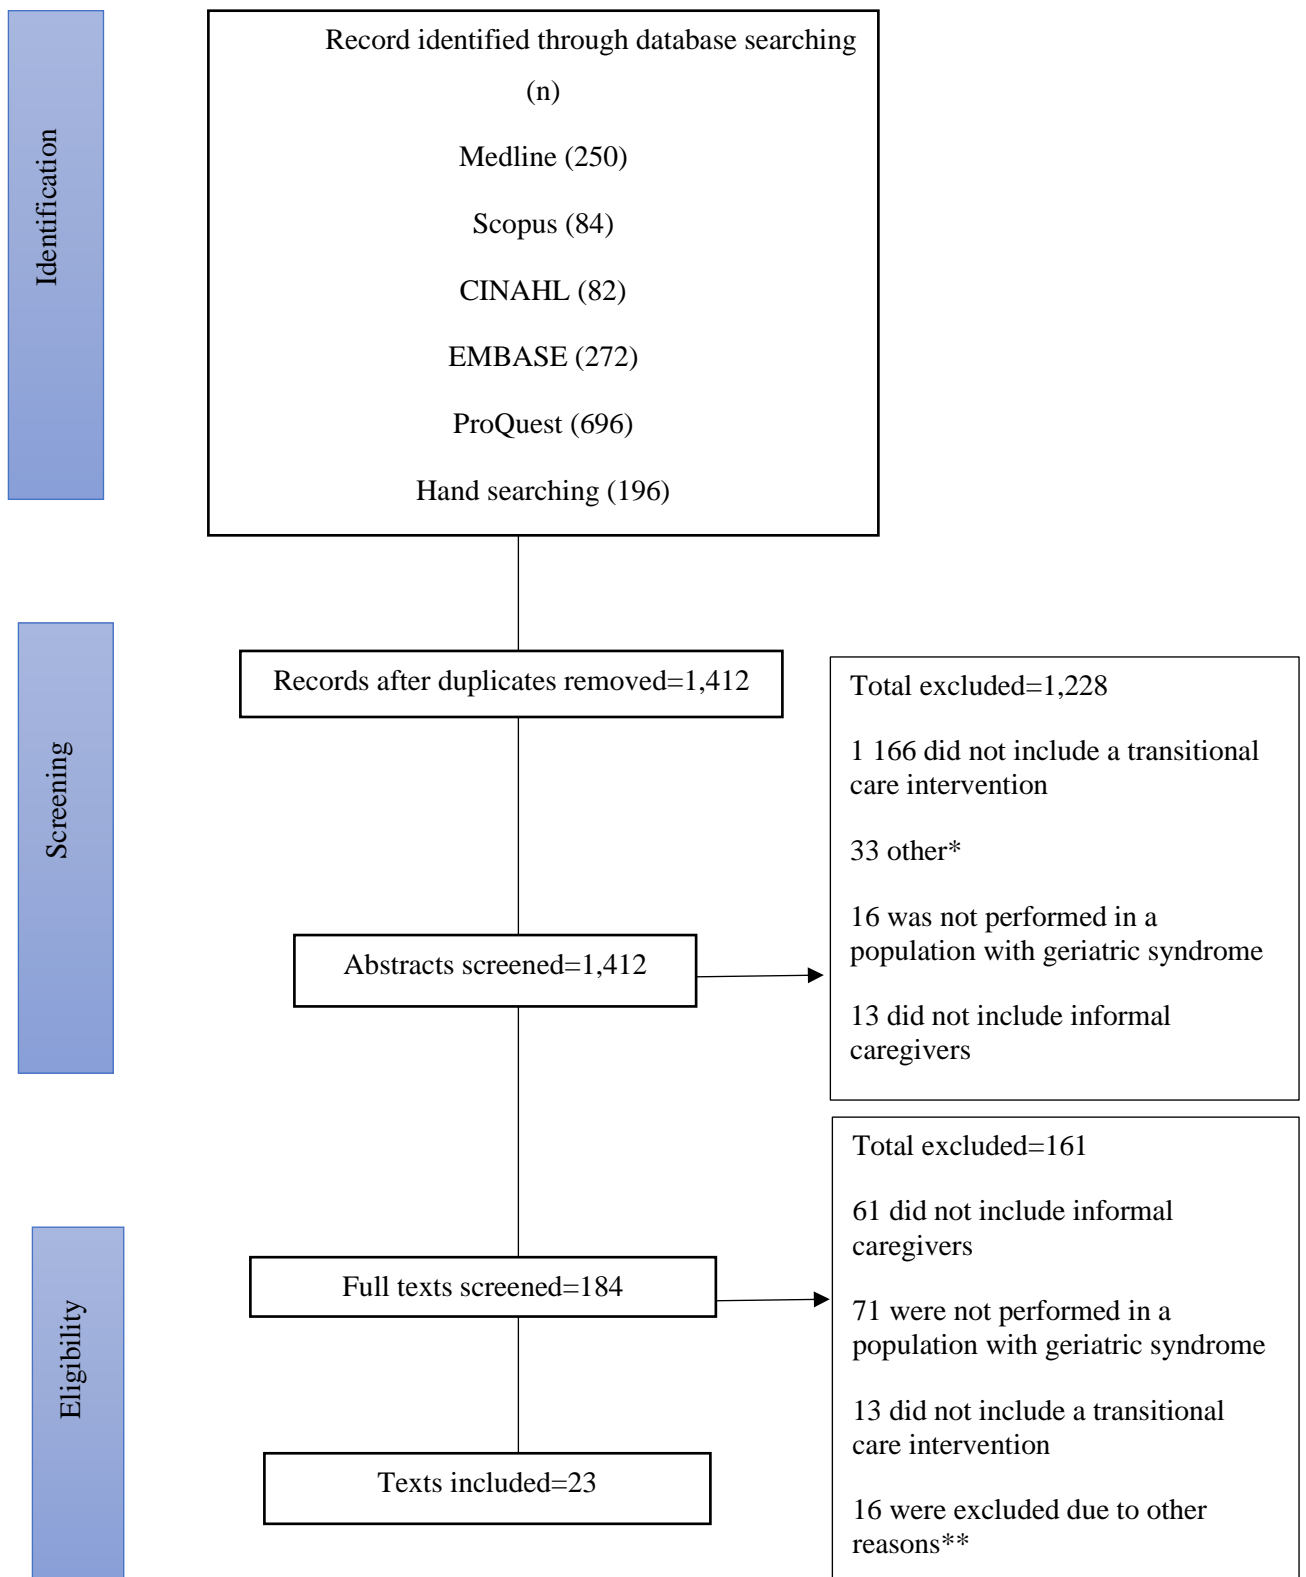 Identification
Record identified through database searching
(n)
Medline (250)
Scopus (84)
CINAHL (82)
EMBASE (272)
ProQuest (696)
Hand searching (196)
Screening
Records after duplicates removed=1,412
Abstracts screened=1,412
Total excluded=1,228
1 166 did not include a transitional
care intervention
33 other*
16 was not performed in a
population with geriatric syndrome
13 did not include informal
caregivers
Eligibility
Full texts screened=184
Total excluded=161
61 did not include informal
caregivers
71 were not performed in a
population with geriatric syndrome
13 did not include a transitional
care intervention
16 were excluded due to other
reasons**
Texts included=23